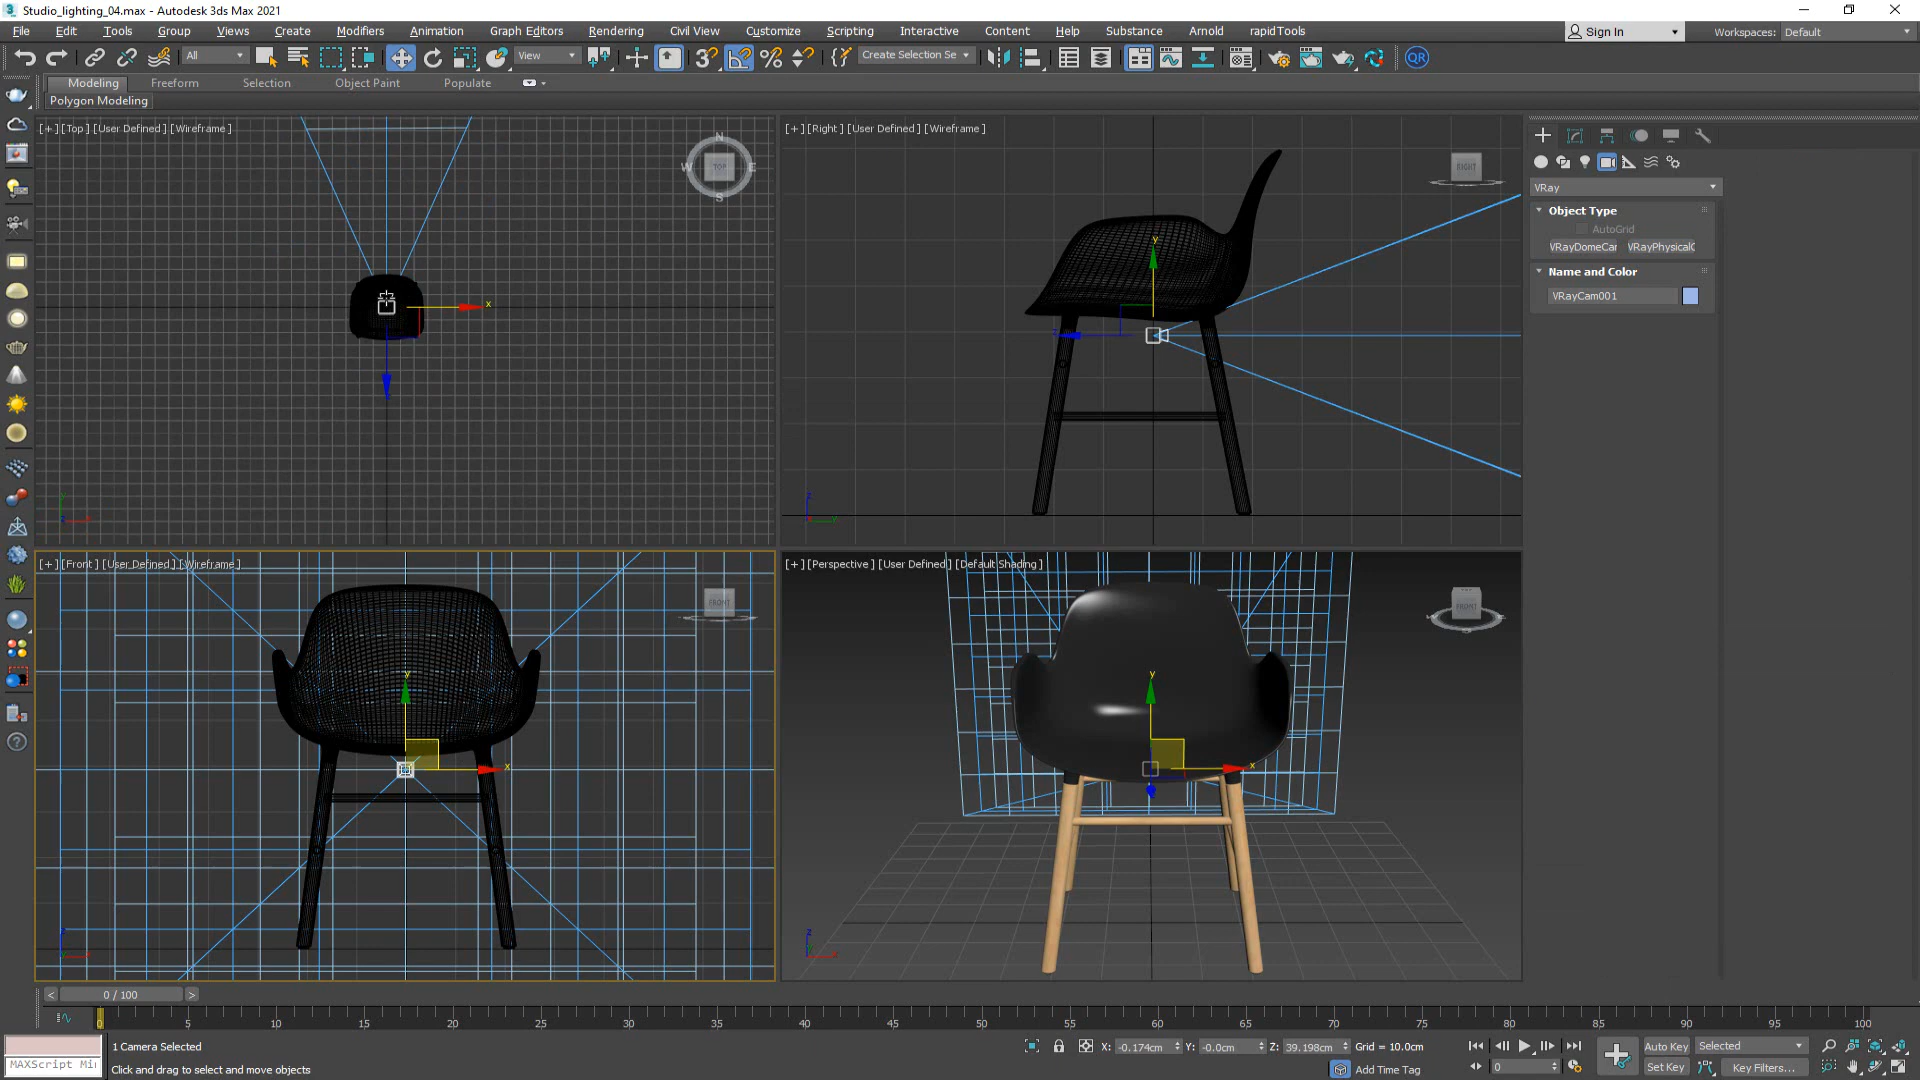 Studio_lighting_04.max - Autodesk 3ds Max 2021
File Edit Tools Group Views Create Modifiers Animation Graph Editors Rendering Civil View Customize Scripting Interactive Content Help Substance Arnold rapidTools Sign In Workspaces: Default
All View Create Selection Se QR
Modeling Freeform Selection Object Paint Populate
Polygon Modeling
[+] [Top] [User Defined] [Wireframe]
N
W TOP E
S
x
[+] [Right] [User Defined] [Wireframe]
RIGHT
y
z
VRay
Object Type
AutoGrid
VRayDomeCar VRayPhysicalC
Name and Color
VRayCam001
[+] [Front] [User Defined] [Wireframe]
FRONT
y
x
[+] [Perspective] [User Defined] [Default Shading]
FRONT
y
x
< 0 / 100 >
0 5 10 15 20 25 30 35 40 45 50 55 60 65 70 75 80 85 90 95 100
1 Camera Selected
X: -0.174cm Y: -0.0cm Z: 39.198cm Grid = 10.0cm
Auto Key Selected
MAXScript Mi
Click and drag to select and move objects
Add Time Tag
0
Set Key Key Filters...